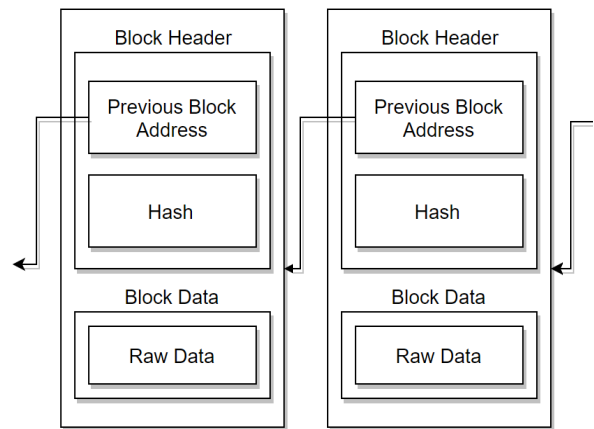 Block Header
Previous Block
Address
Hash
Block Data
Raw Data
Block Header
Previous Block
Address
Hash
Block Data
Raw Data